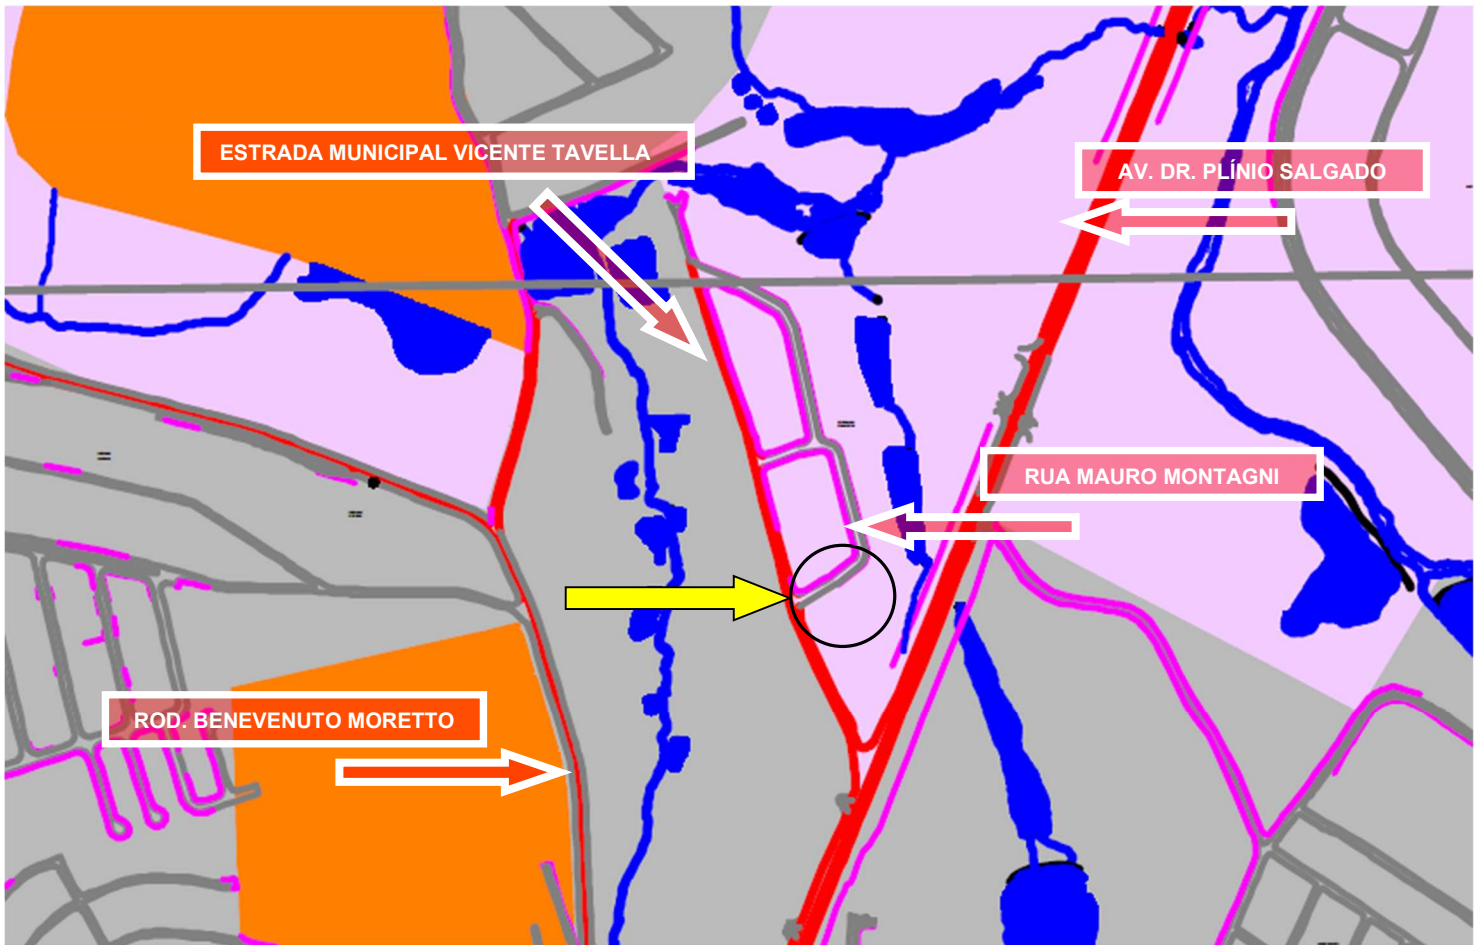 ESTRADA MUNICIPAL VICENTE TAVELLA
AV. DR. PLÍNIO SALGADO
RUA MAURO MONTAGNI
ROD. BENEVENUTO MORETTO